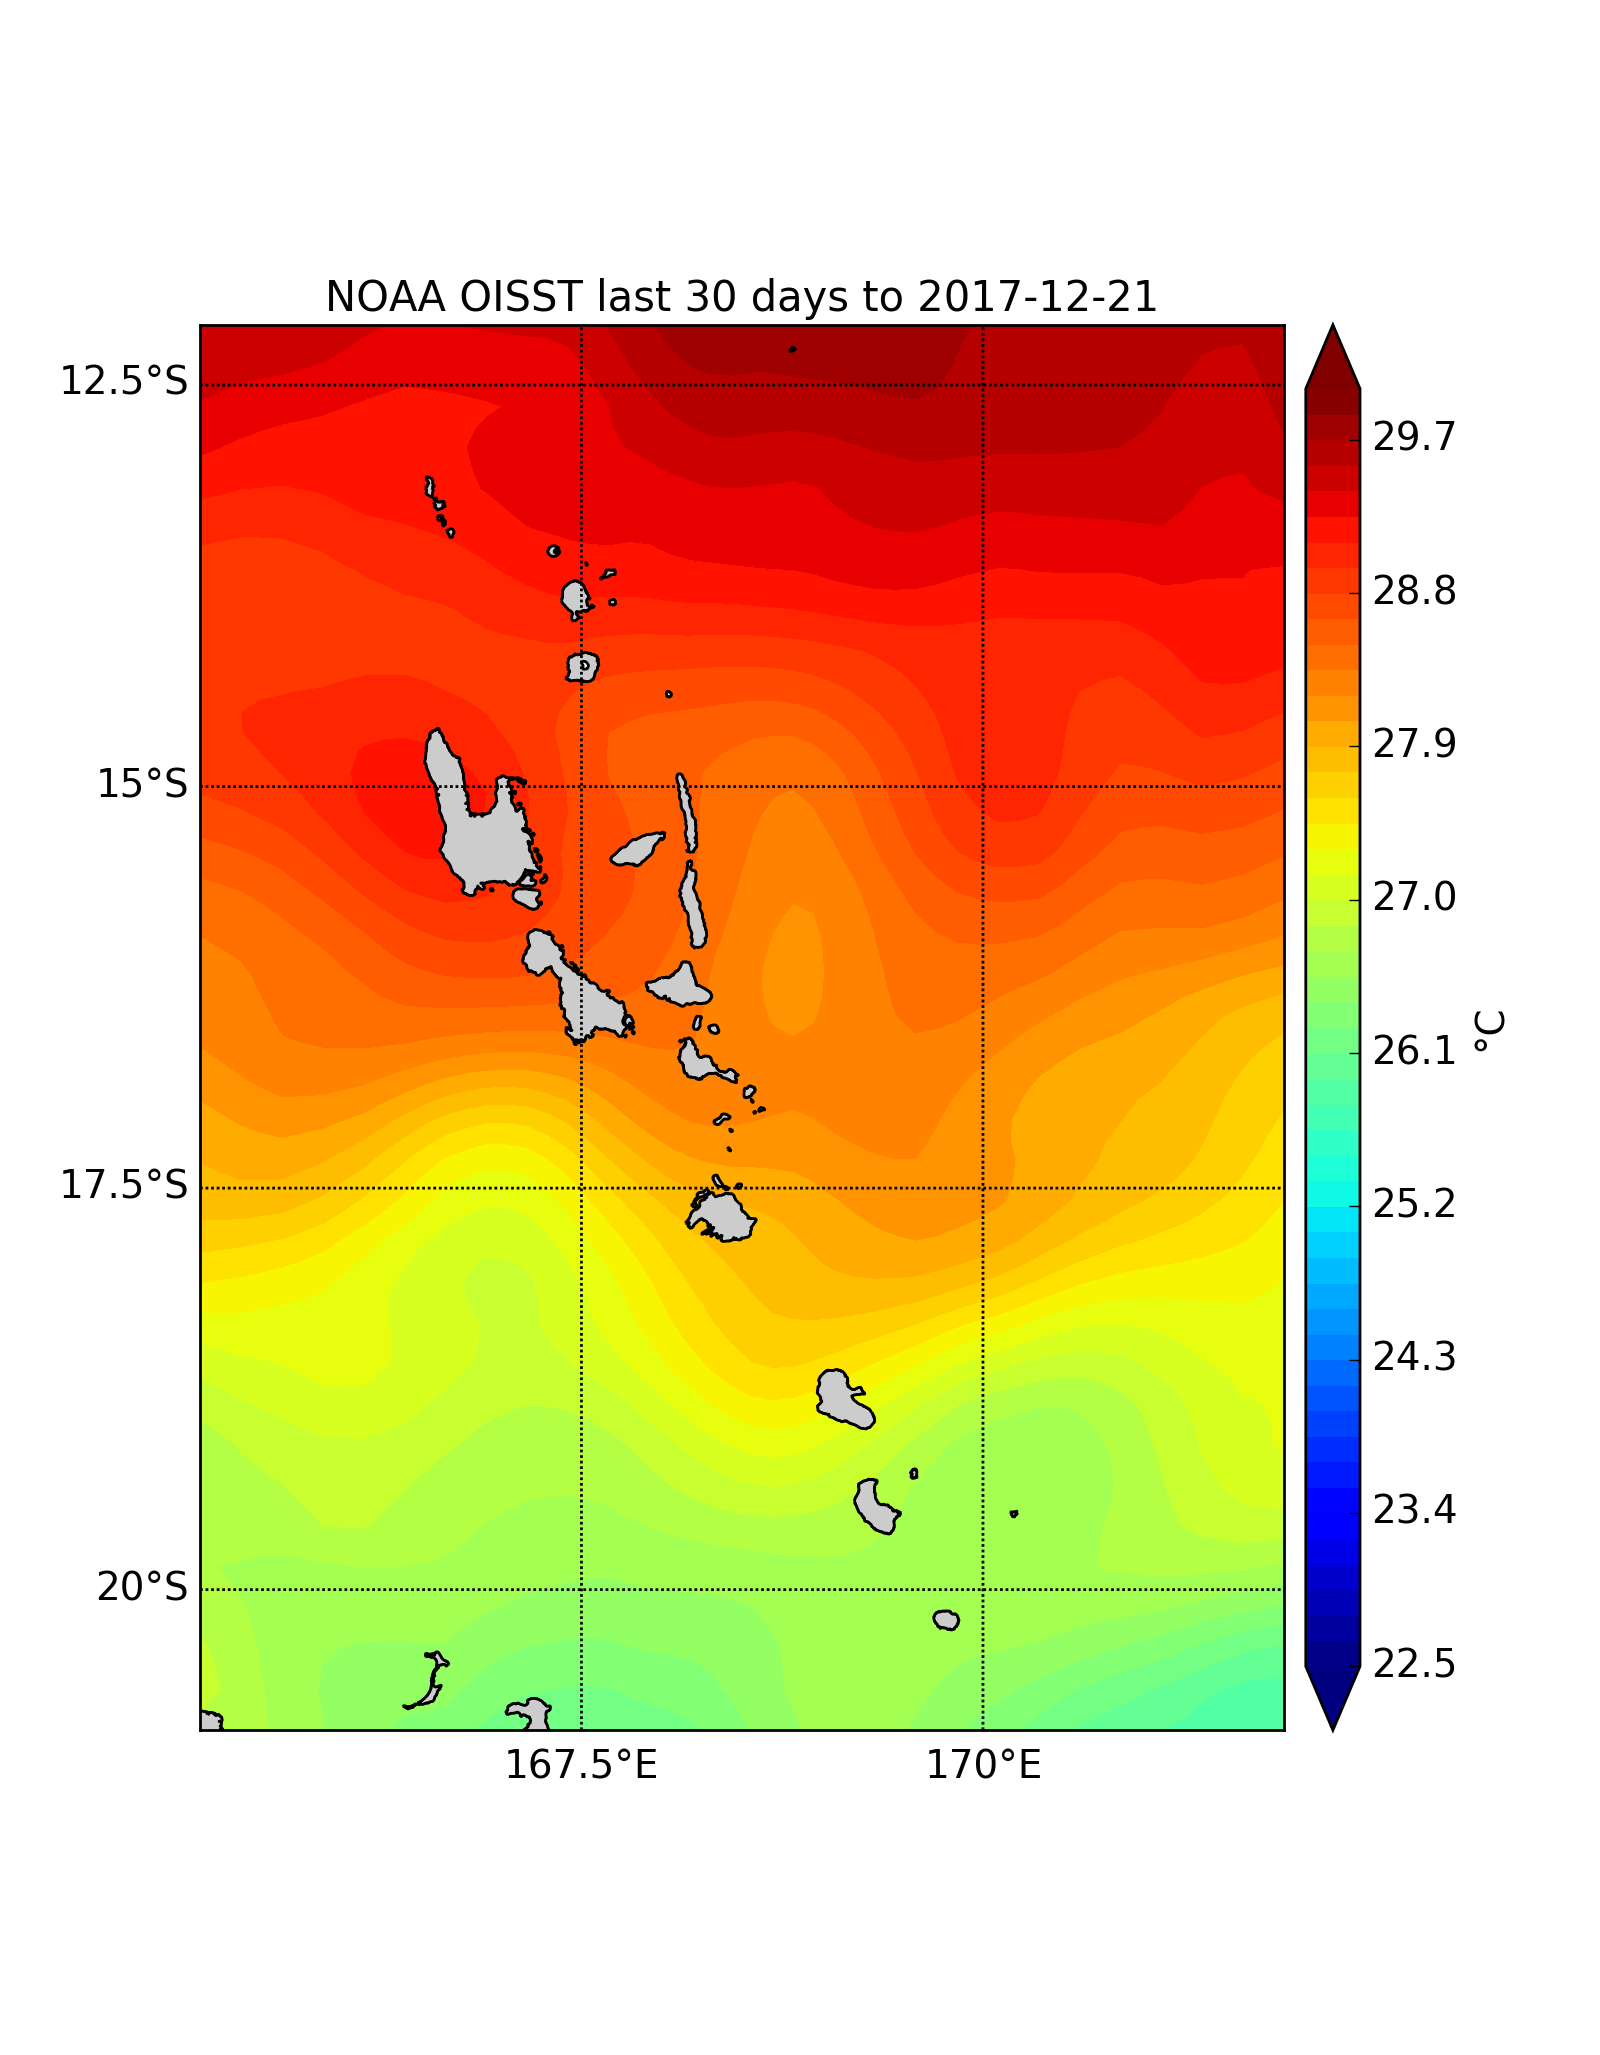 NOAA OISST last 30 days to 2017-12-21
12.5°S
15°S
17.5°S
20°S
167.5°E
170°E
29.7
28.8
27.9
27.0
26.1
25.2
24.3
23.4
22.5
°C